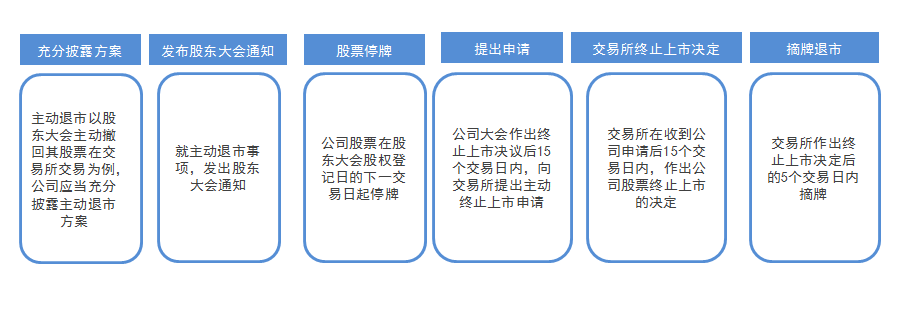 充分披露方案
发布股东大会通知
股票停牌
提出申请
交易所终止上市决定
摘牌退市
主动退市以股
东大会主动撤
回其股票在交
易所交易为例，
公司应当充分
披露主动退市
方案
就主动退市事
项，发出股东
大会通知
公司股票在股
东大会股权登
记日的下一交
易日起停牌
公司大会作出终
止上市决议后15
个交易日内，向
交易所提出主动
终止上市申请
交易所在收到公
司申请后15个交
易日内，作出公
司股票终止上市
的决定
交易所作出终
止上市决定后
的5个交易日内
摘牌